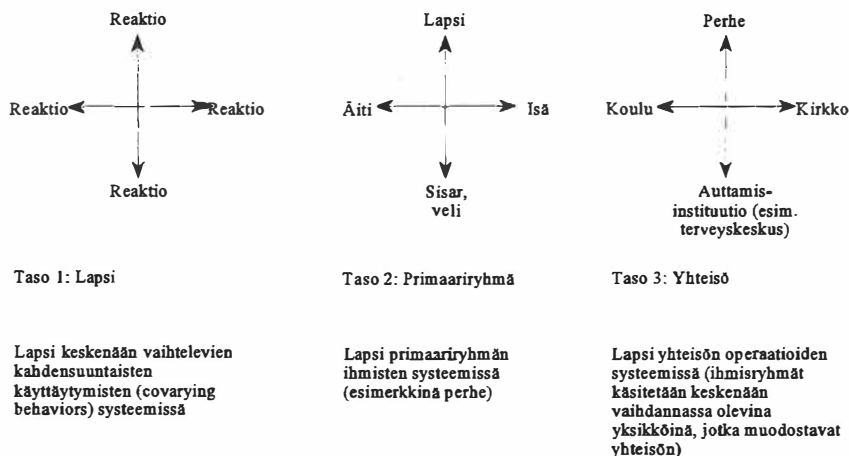 Reaktio
Reaktio
Reaktio
Reaktio
Lapsi
Äiti
Isä
Sisar,
veli
Perhe
Koulu
Kirkko
Auttamis-
instituutio (esim.
terveyskeskus)
Taso 1: Lapsi
Taso 2: Primaariryhmä
Taso 3: Yhteisö
Lapsi keskenään vaihtelevien
kahdensuuntaisten
käyttäytymisten (covarying
behaviors) systeemissä
Lapsi primaariryhmän
ihmisten systeemissä
(esimerkkinä perhe)
Lapsi yhteisön operaatioiden
systeemissä (ihmisryhmät
käsitetään keskenään
vaihdannassa olevina
yksikköinä, jotka muodostavat
yhteisön)